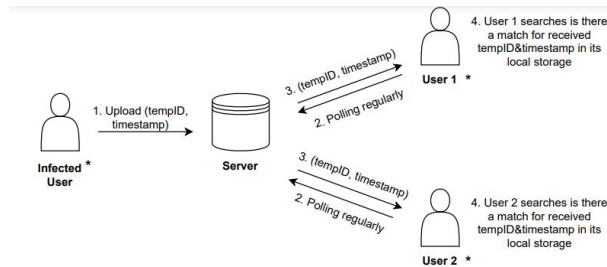 4. User 1 searches is there
a match for received
tempID&timestamp in its
local storage
3. (tempID, timestamp)
User 1 *
2. Polling regularly
1. Upload (tempID,
timestamp)
Infected *
User
Server
3. (tempID, timestamp)
2. Polling regularly
4. User 2 searches is there
a match for received
tempID&timestamp in its
local storage
User 2 *